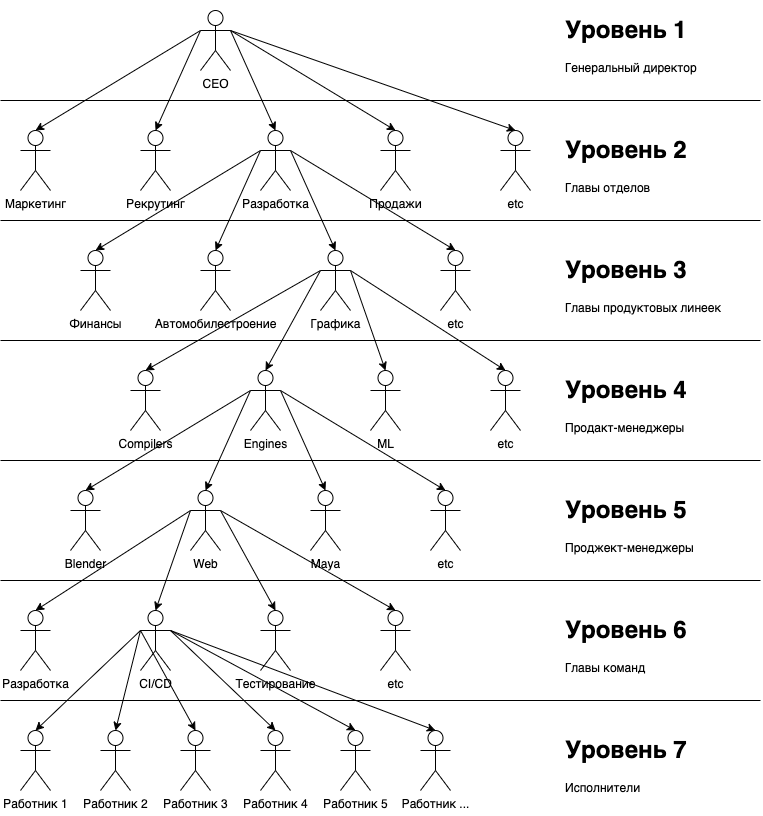 Уровень 1
Генеральный директор
CEO
Уровень 2
Главы отделов
Маркетинг Рекрутинг Разработка Продажи etc
Уровень 3
Главы продуктовых линеек
Финансы Автомобилестроение Графика etc
Уровень 4
Продакт-менеджеры
Compilers Engines ML etc
Уровень 5
Проджект-менеджеры
Blender Web Maya etc
Уровень 6
Главы команд
Разработка CI/CD Тестирование etc
Уровень 7
Исполнители
Работник 1 Работник 2 Работник 3 Работник 4 Работник 5 Работник ...